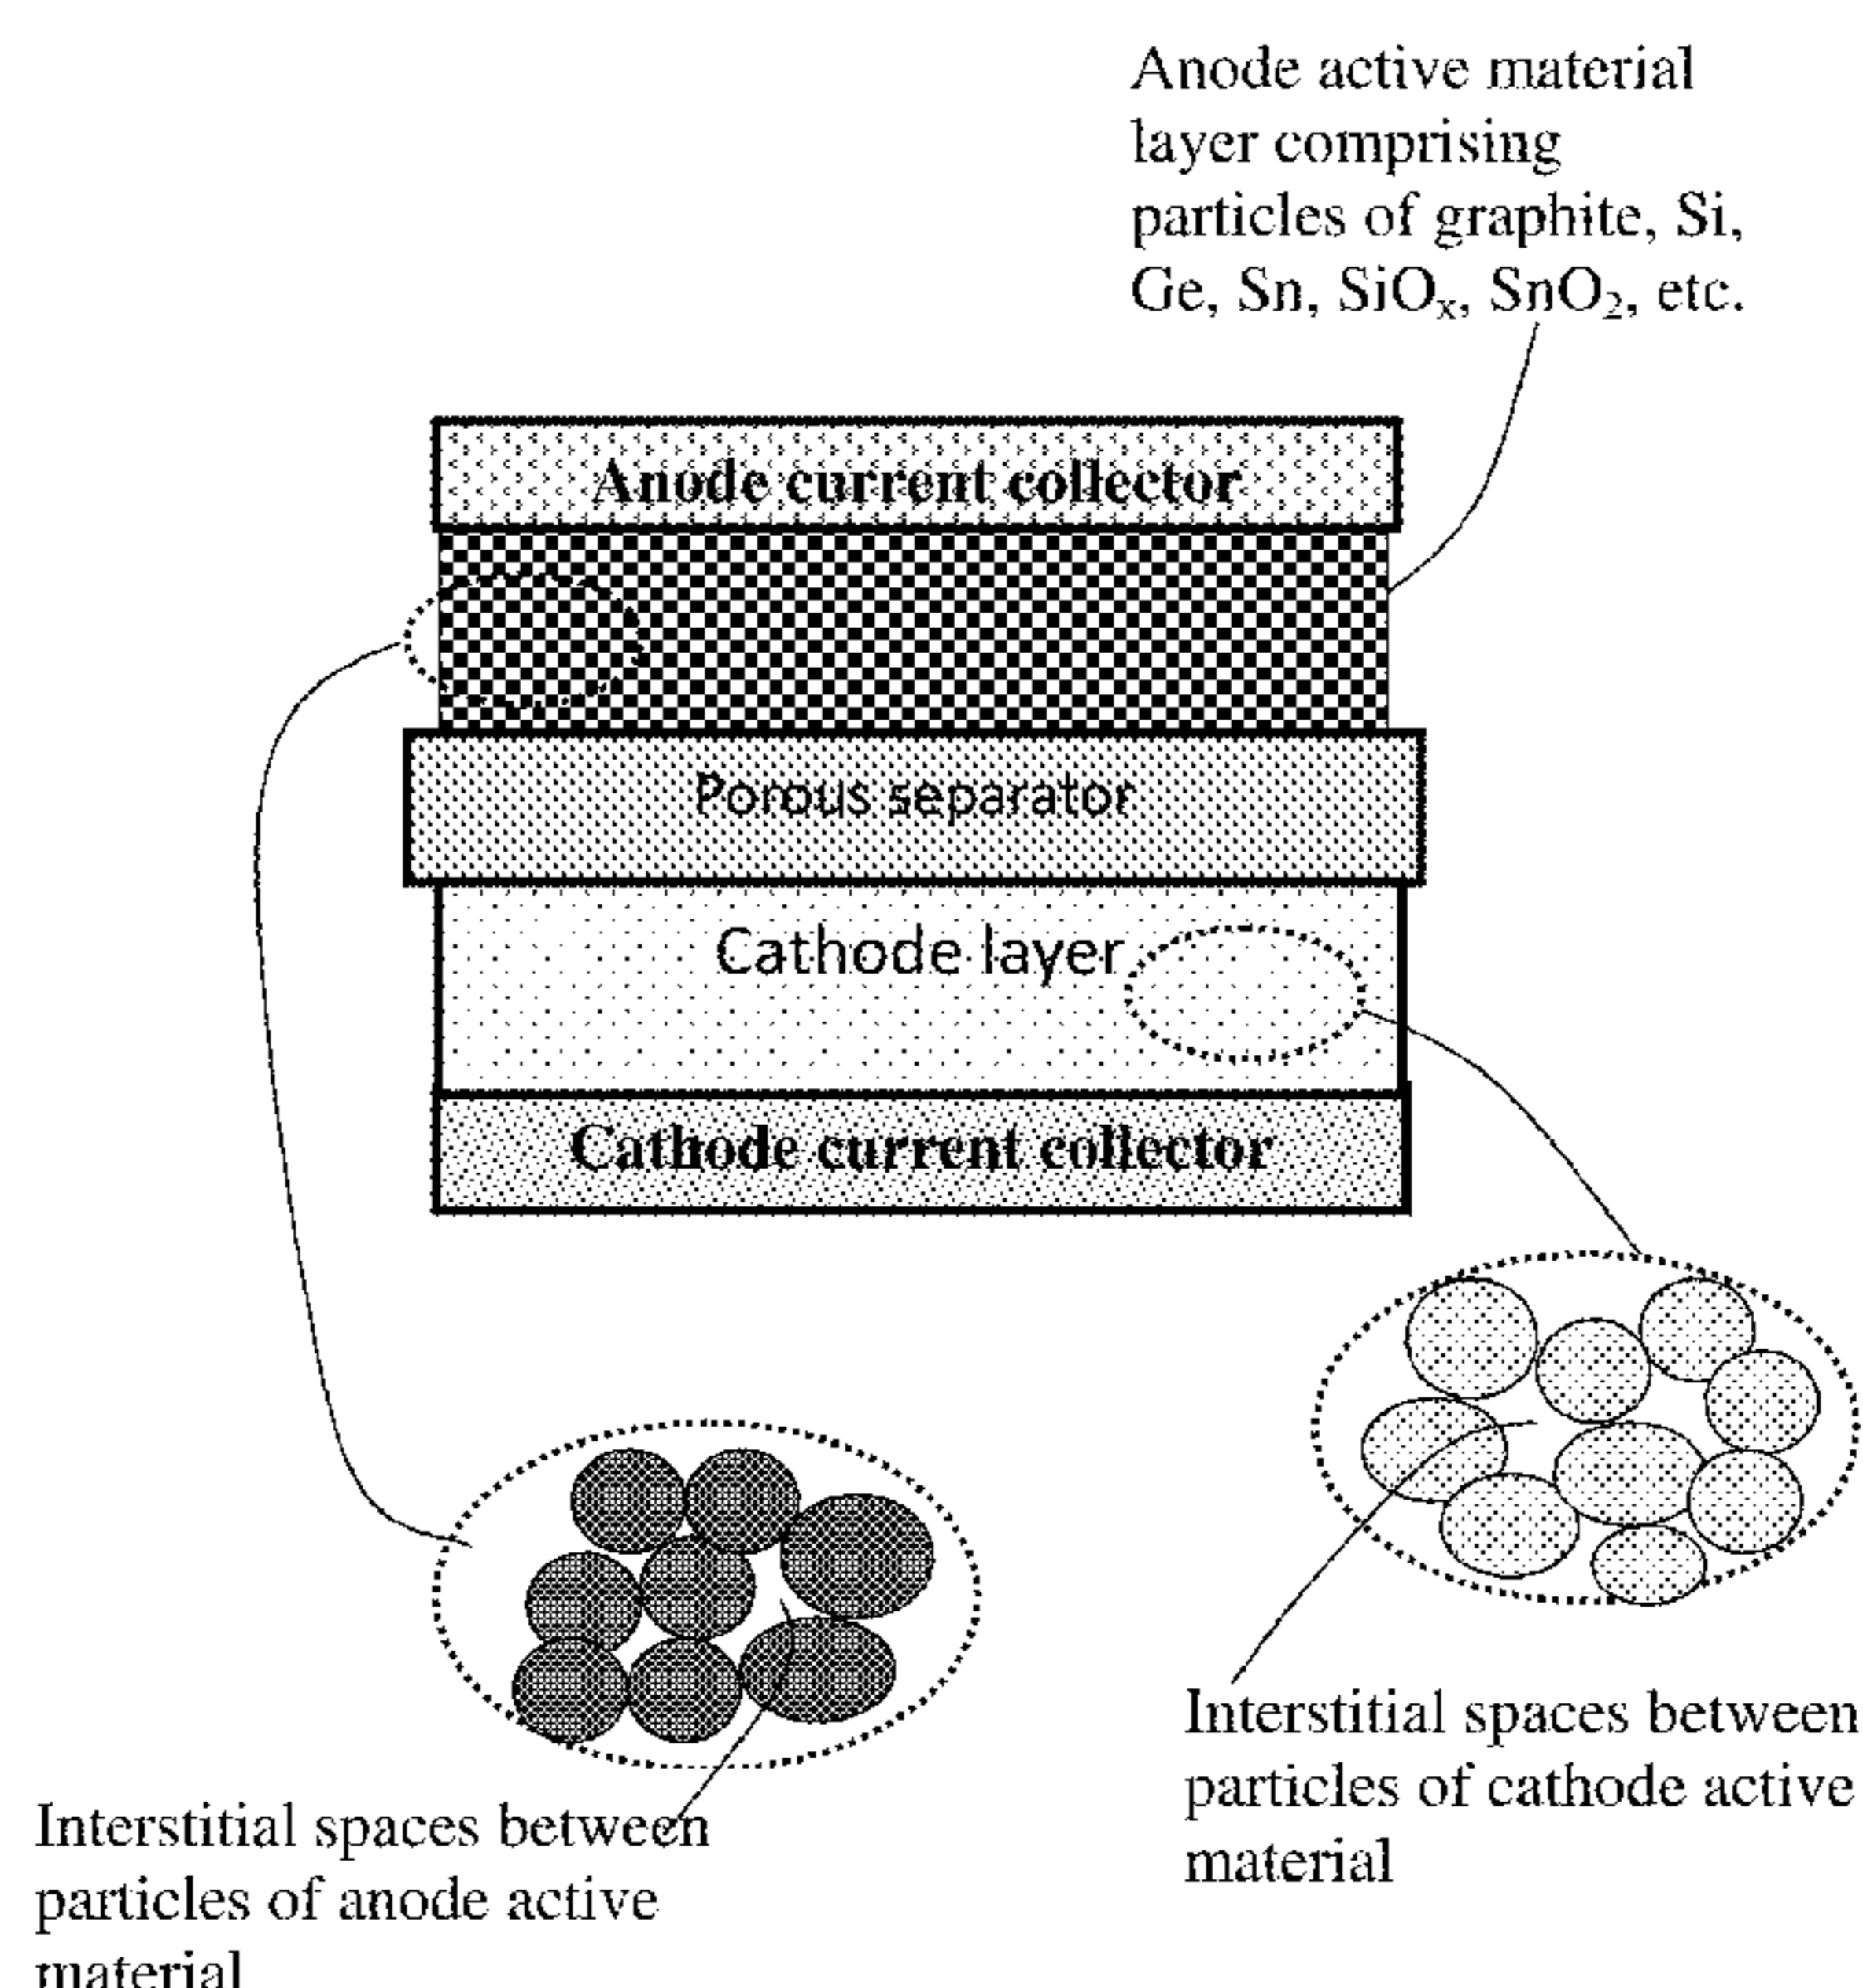 Anode active material
layer comprising
particles of graphite, Si,
Ge, Sn, SiOₓ, SnO₂, etc.
Anode current collector
Porous separator
Cathode layer
Cathode current collector
Interstitial spaces between
particles of cathode active
material
Interstitial spaces between
particles of anode active
material